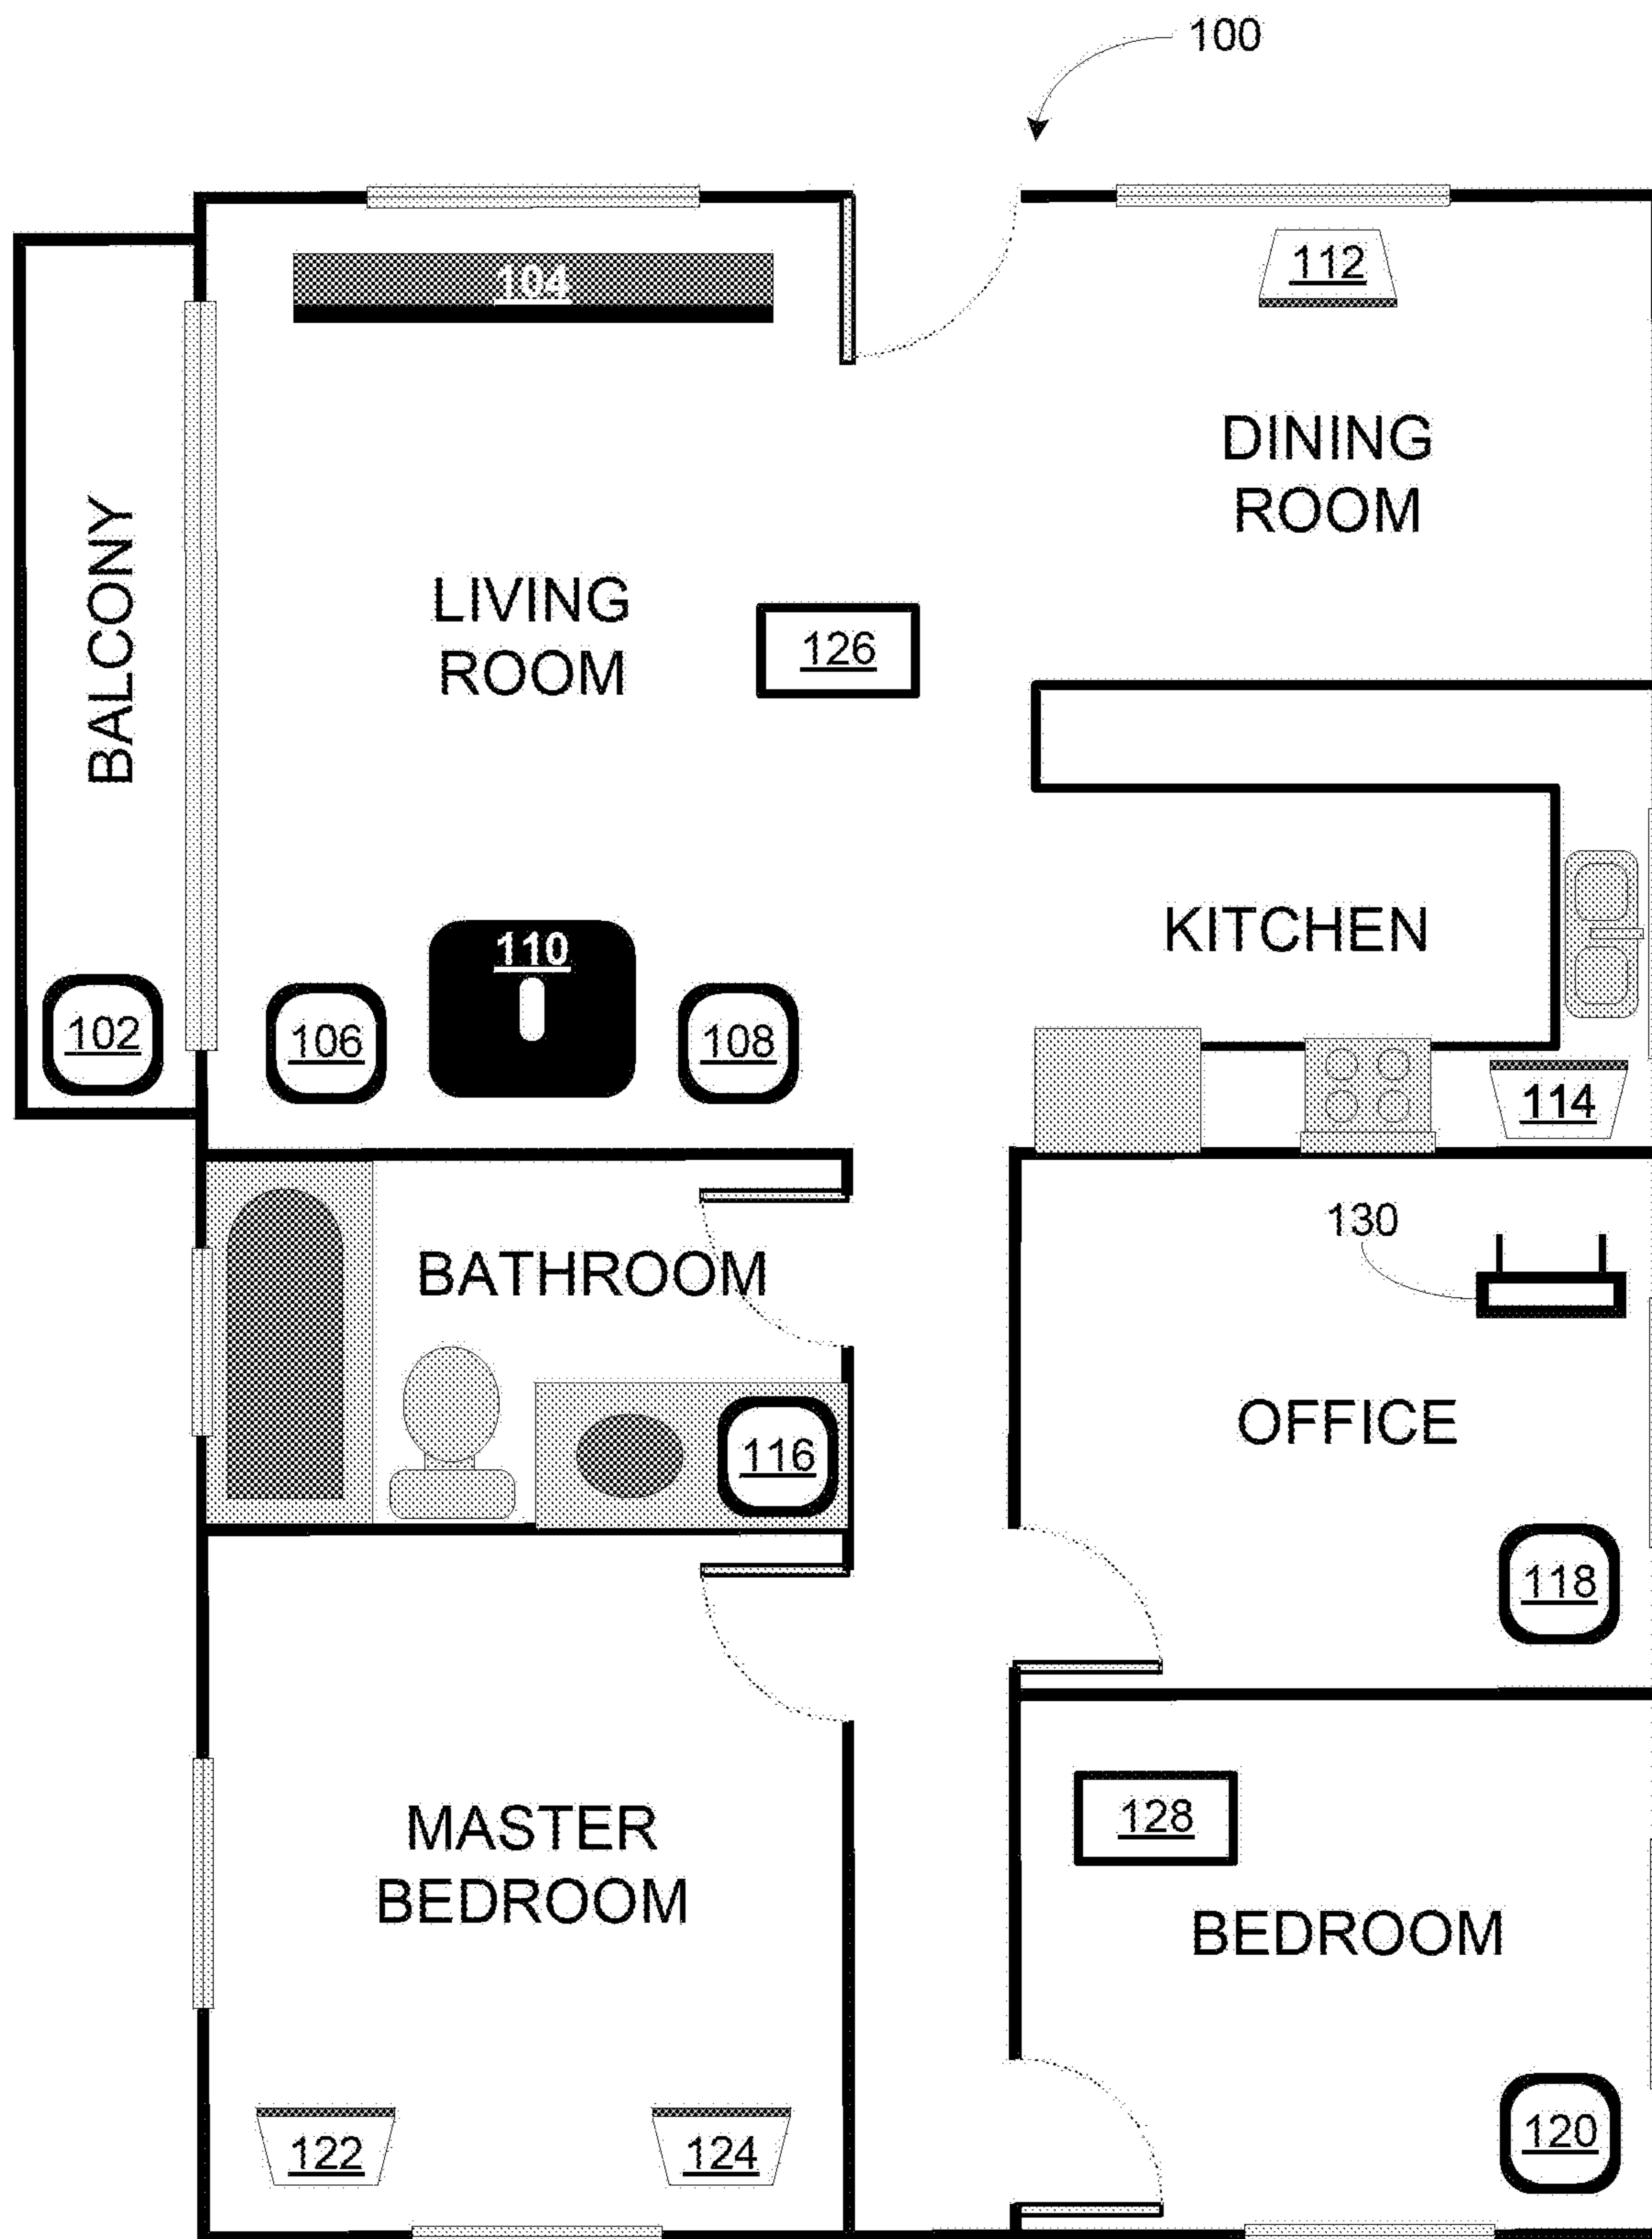 100
104
112
DINING
ROOM
BALCONY
LIVING
ROOM
126
KITCHEN
110
102
106
108
114
130
BATHROOM
OFFICE
116
118
128
MASTER
BEDROOM
BEDROOM
120
122
124